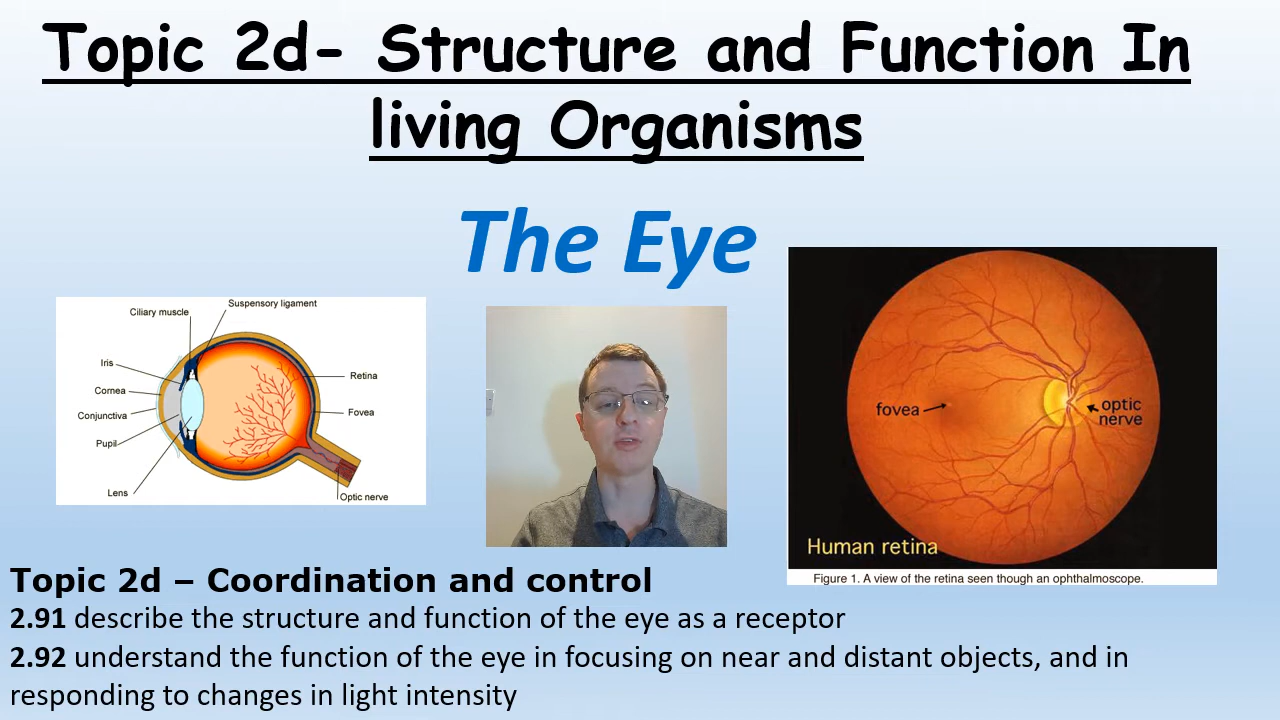 Topic 2d- Structure and Function In
living Organisms
The Eye
Suspensory ligament
Ciliary muscle
Iris
Cornea
Conjunctiva
Pupil
Lens
Retina
Fovea
Optic nerve
fovea
optic
nerve
Human retina
Figure 1. A view of the retina seen though an ophthalmoscope.
Topic 2d – Coordination and control
2.91 describe the structure and function of the eye as a receptor
2.92 understand the function of the eye in focusing on near and distant objects, and in
responding to changes in light intensity